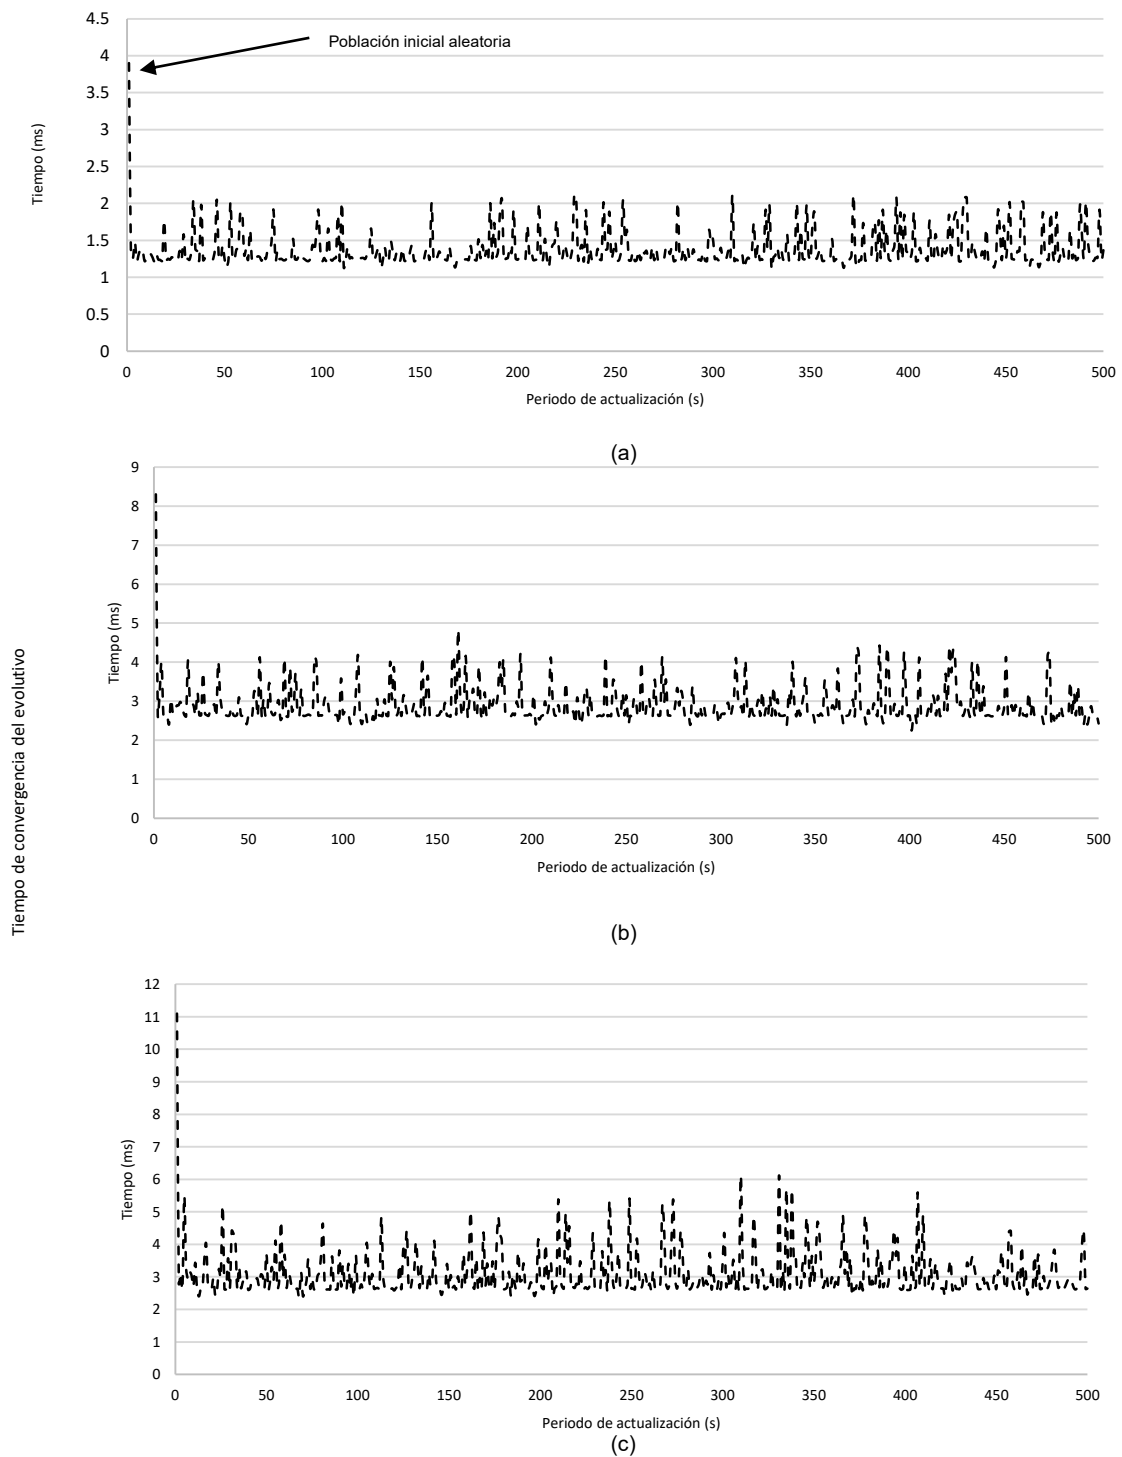 4.5
4
3.5
3
2.5
2
1.5
1
0.5
0
Tiempo (ms)
Población inicial aleatoria
0 50 100 150 200 250 300 350 400 450 500
Periodo de actualización (s)
(a)
Tiempo de convergencia del evolutivo
9
8
7
6
5
4
3
2
1
0
Tiempo (ms)
0 50 100 150 200 250 300 350 400 450 500
Periodo de actualización (s)
(b)
12
11
10
9
8
7
6
5
4
3
2
1
0
Tiempo (ms)
0 50 100 150 200 250 300 350 400 450 500
Periodo de actualización (s)
(c)